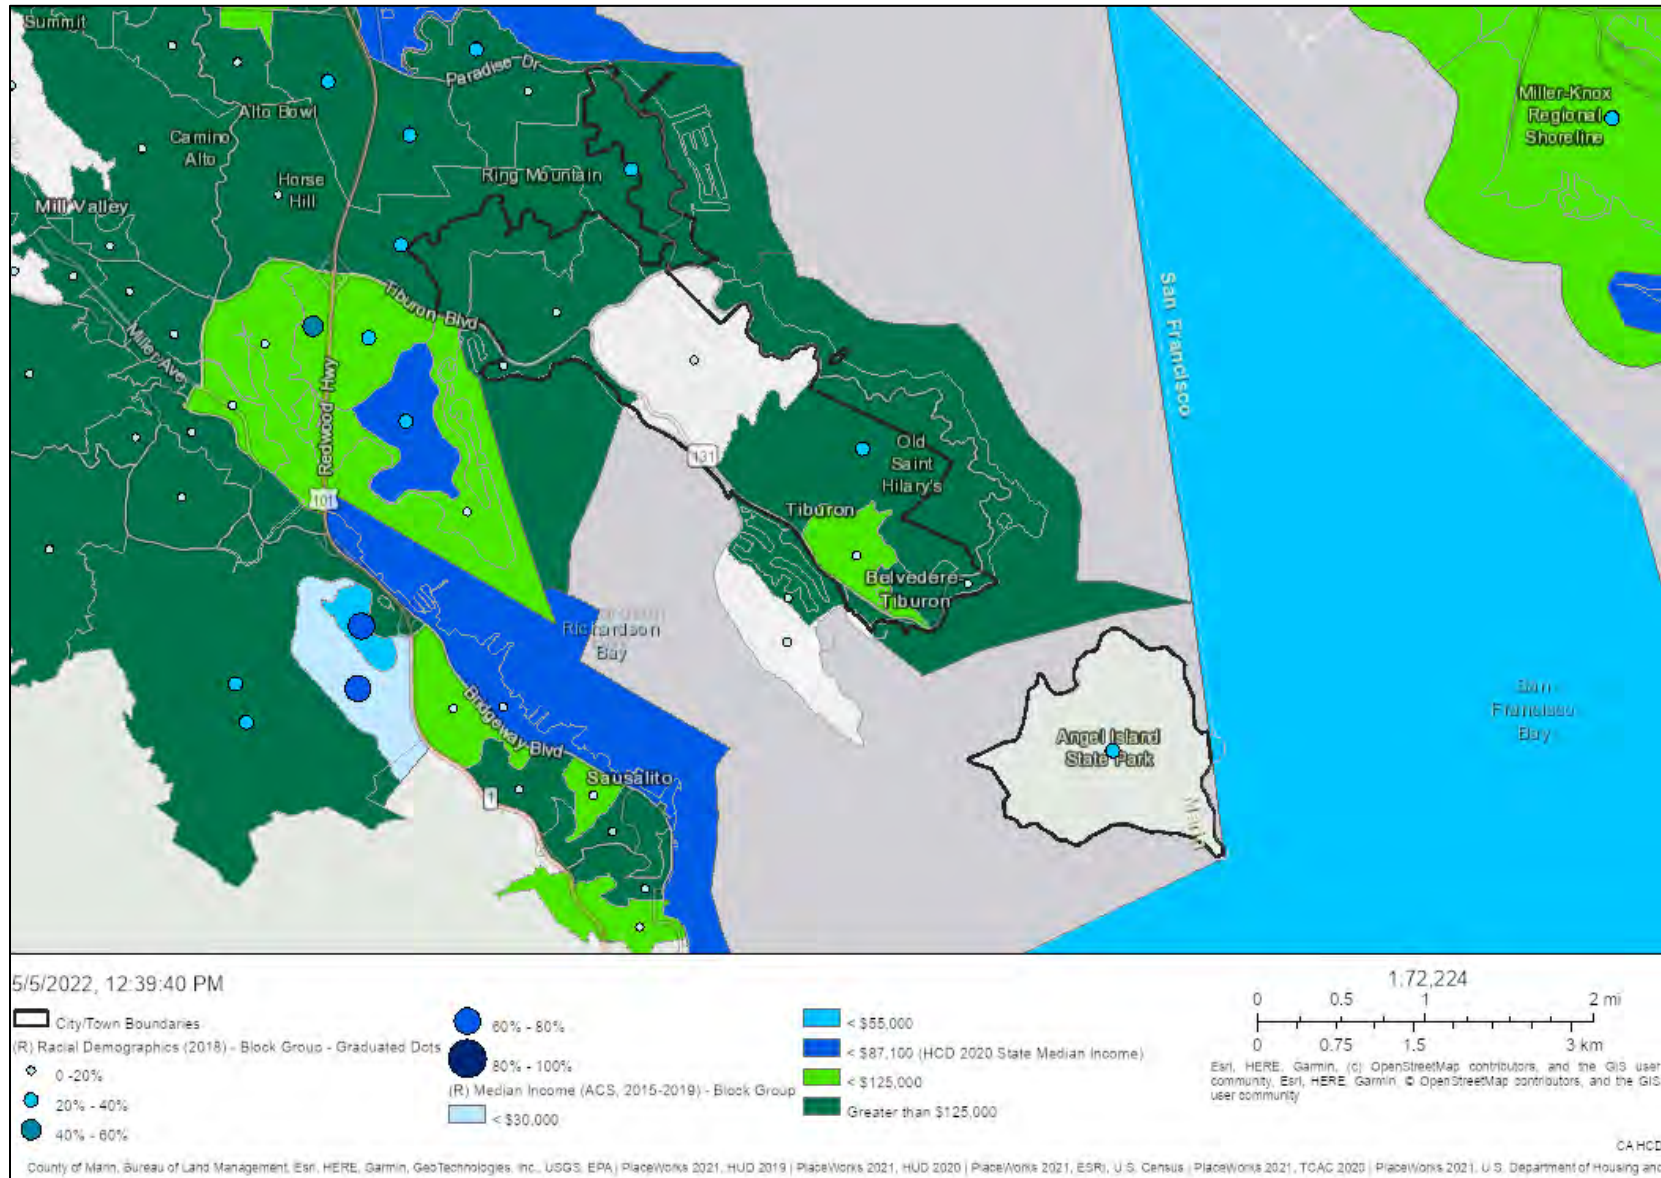 Summit
Paradise Dr
Alto Bowl
Camino
Alto
Horse
Hill
Ring Mountain
Mill Valley
Miller-Knox
Regional
Shoreline
Tiburon Blvd
Miller Ave
Redwood Hwy
San Francisco
101
131
Old
Saint
Hilary's
Tiburon
Belvedere-
Tiburon
Richardson
Bay
Bridgeway Blvd
Sausalito
1
Angel Island
State Park
Marin
San
Francisco
Bay
5/5/2022, 12:39:40 PM
City/Town Boundaries
(R) Racial Demographics (2018) - Block Group - Graduated Dots
0 -20%
20% - 40%
40% - 60%
60% - 80%
80% - 100%
(R) Median Income (ACS, 2015-2019) - Block Group
< $30,000
< $55,000
< $87,100 (HCD 2020 State Median Income)
< $125,000
Greater than $125,000
1:72,224
0 0.5 1 2 mi
0 0.75 1.5 3 km
Esri, HERE, Garmin, (c) OpenStreetMap contributors, and the GIS user
community, Esri, HERE, Garmin, © OpenStreetMap contributors, and the GIS
user community
CA HCD
County of Marin, Bureau of Land Management, Esri, HERE, Garmin, GeoTechnologies, Inc., USGS, EPA | PlaceWorks 2021, HUD 2019 | PlaceWorks 2021, HUD 2020 | PlaceWorks 2021, ESRI, U.S. Census | PlaceWorks 2021, TCAC 2020 | PlaceWorks 2021, U.S. Department of Housing and